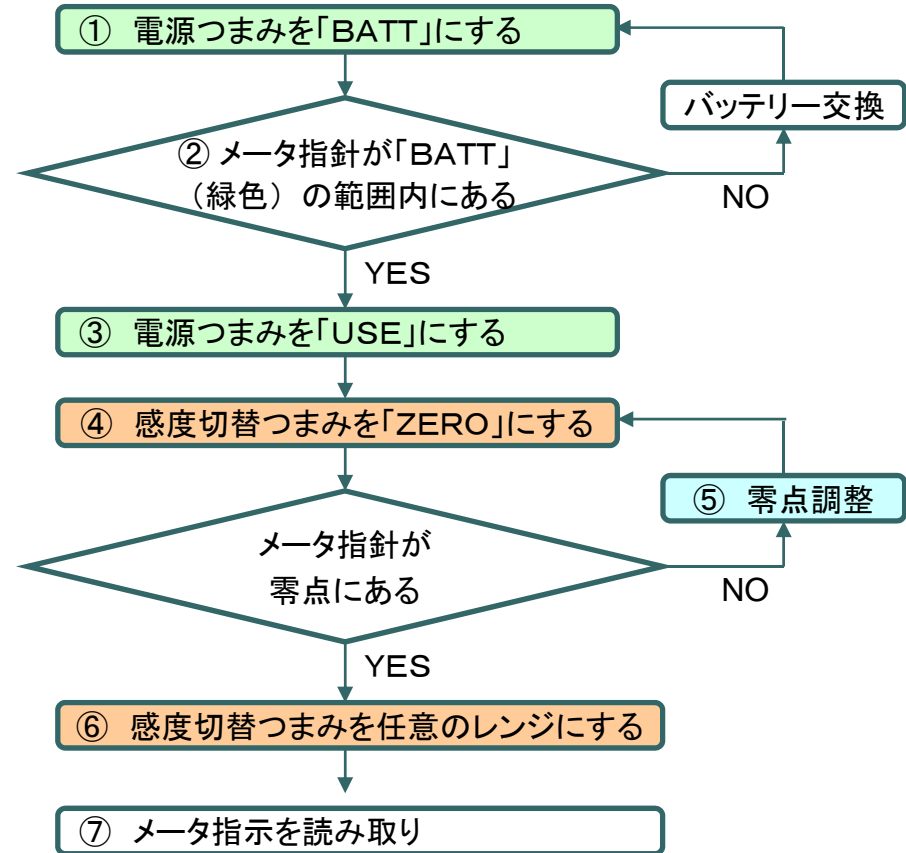 ① 電源つまみを「BATT」にする
バッテリー交換
② メータ指針が「BATT」
（緑色）の範囲内にある
NO
YES
③ 電源つまみを「USE」にする
④ 感度切替つまみを「ZERO」にする
⑤ 零点調整
メータ指針が
零点にある
NO
YES
⑥ 感度切替つまみを任意のレンジにする
⑦ メータ指示を読み取り